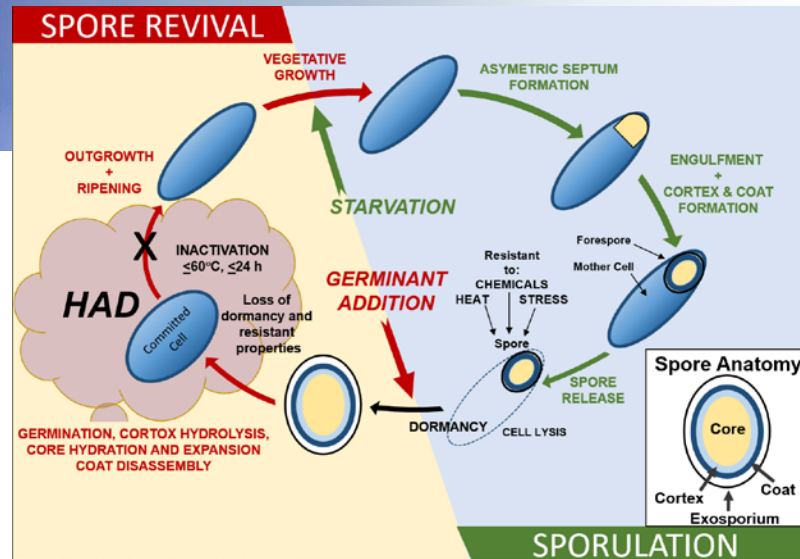 SPORE REVIVAL
VEGETATIVE
GROWTH
ASYMETRIC SEPTUM
FORMATION
OUTGROWTH
+
RIPENING
ENGULFMENT
+
CORTEX & COAT
FORMATION
STARVATION
X
INACTIVATION
≤60°C, ≤24 h
HAD
Committed
Cell
Loss of
dormancy and
resistant
properties
GERMINANT
ADDITION
Resistant
to:
CHEMICALS
HEAT
STRESS
Spore
Forespore
Mother Cell
SPORE
RELEASE
DORMANCY
CELL LYSIS
GERMINATION, CORTOX HYDROLYSIS,
CORE HYDRATION AND EXPANSION
COAT DISASSEMBLY
Spore Anatomy
Core
Cortex
Coat
Exosporium
SPORULATION